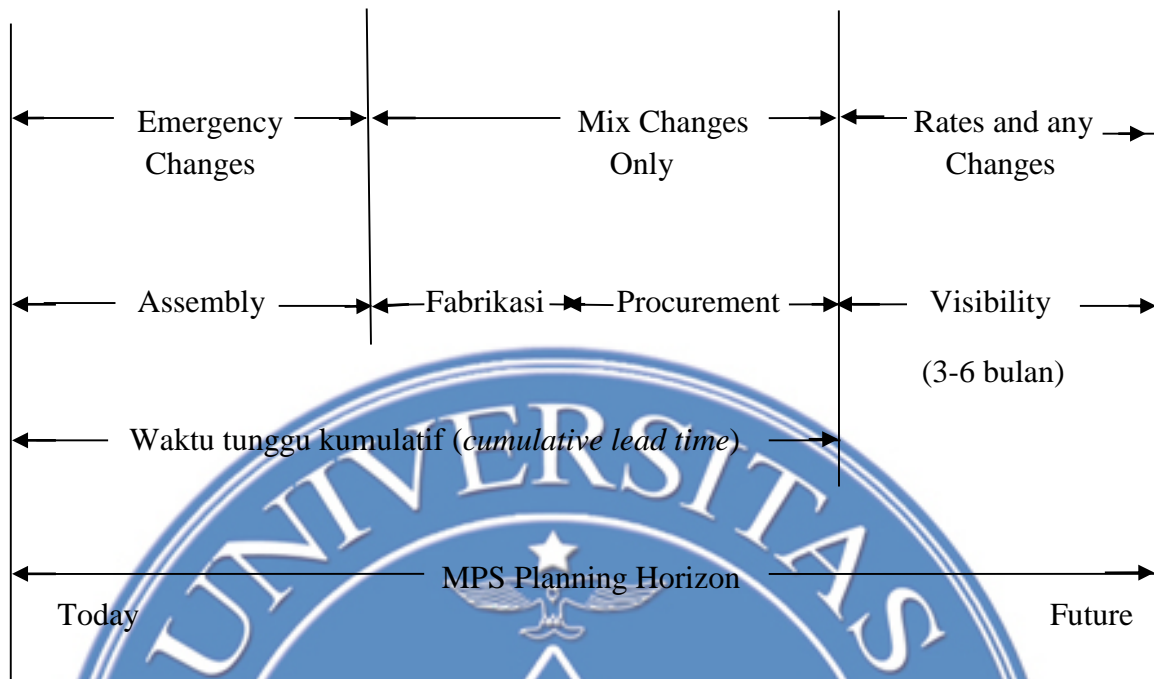 Emergency Mix Changes Rates and any
Changes Only Changes
Assembly Fabrikasi Procurement Visibility
(3-6 bulan)
Waktu tunggu kumulatif (cumulative lead time)
UNIVERSITAS
MPS Planning Horizon
Today Future